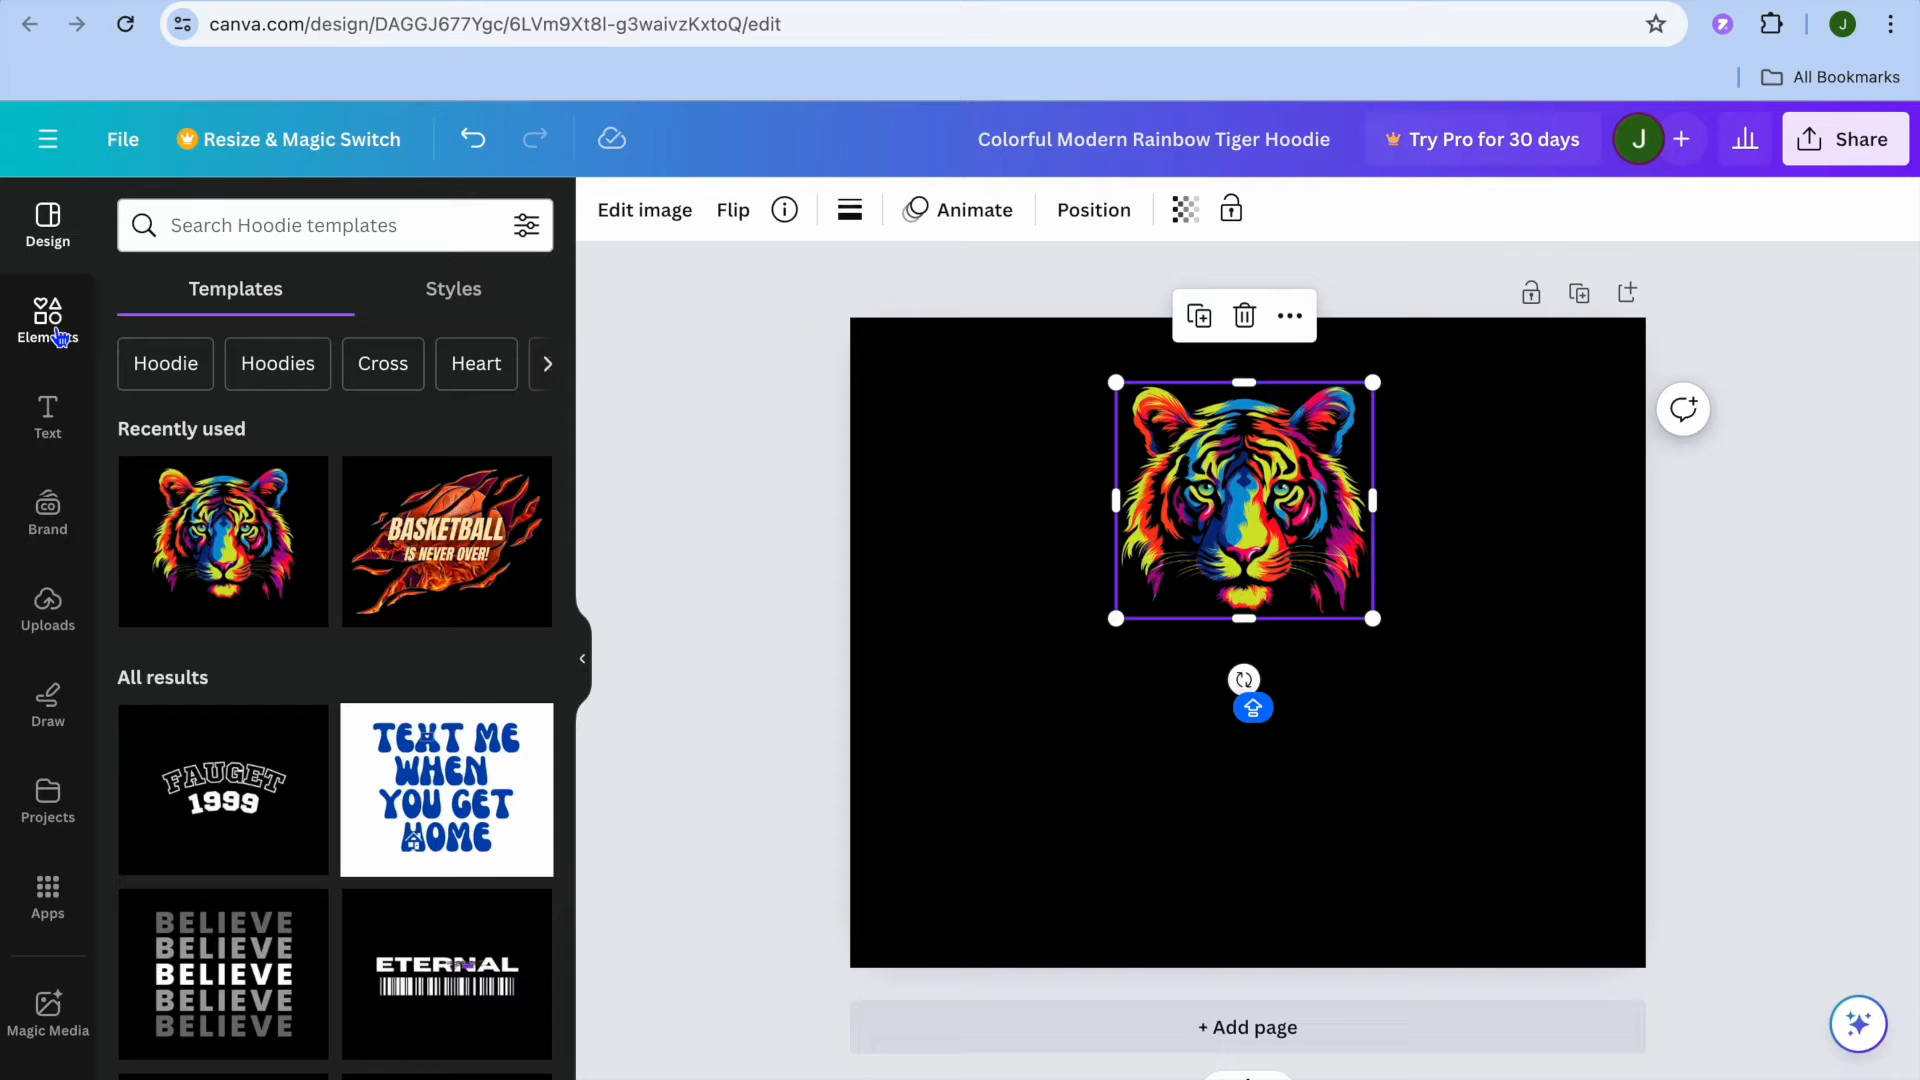 canva.com/design/DAGGJ677Ygc/6LVm9Xt8l-g3waivzKxtoQ/edit
J
All Bookmarks
File
Resize & Magic Switch
Colorful Modern Rainbow Tiger Hoodie
Try Pro for 30 days
J
Share
Design
Elements
Text
Brand
Uploads
Draw
Projects
Apps
Magic Media
Search Hoodie templates
Templates
Styles
Hoodie
Hoodies
Cross
Heart
Recently used
BASKETBALL
IS NEVER OVER!
All results
FAUGET
1999
TEXT ME
WHEN
YOU GET
HOME
BELIEVE
BELIEVE
BELIEVE
BELIEVE
BELIEVE
ETERNAL
Edit image
Flip
Animate
Position
+ Add page